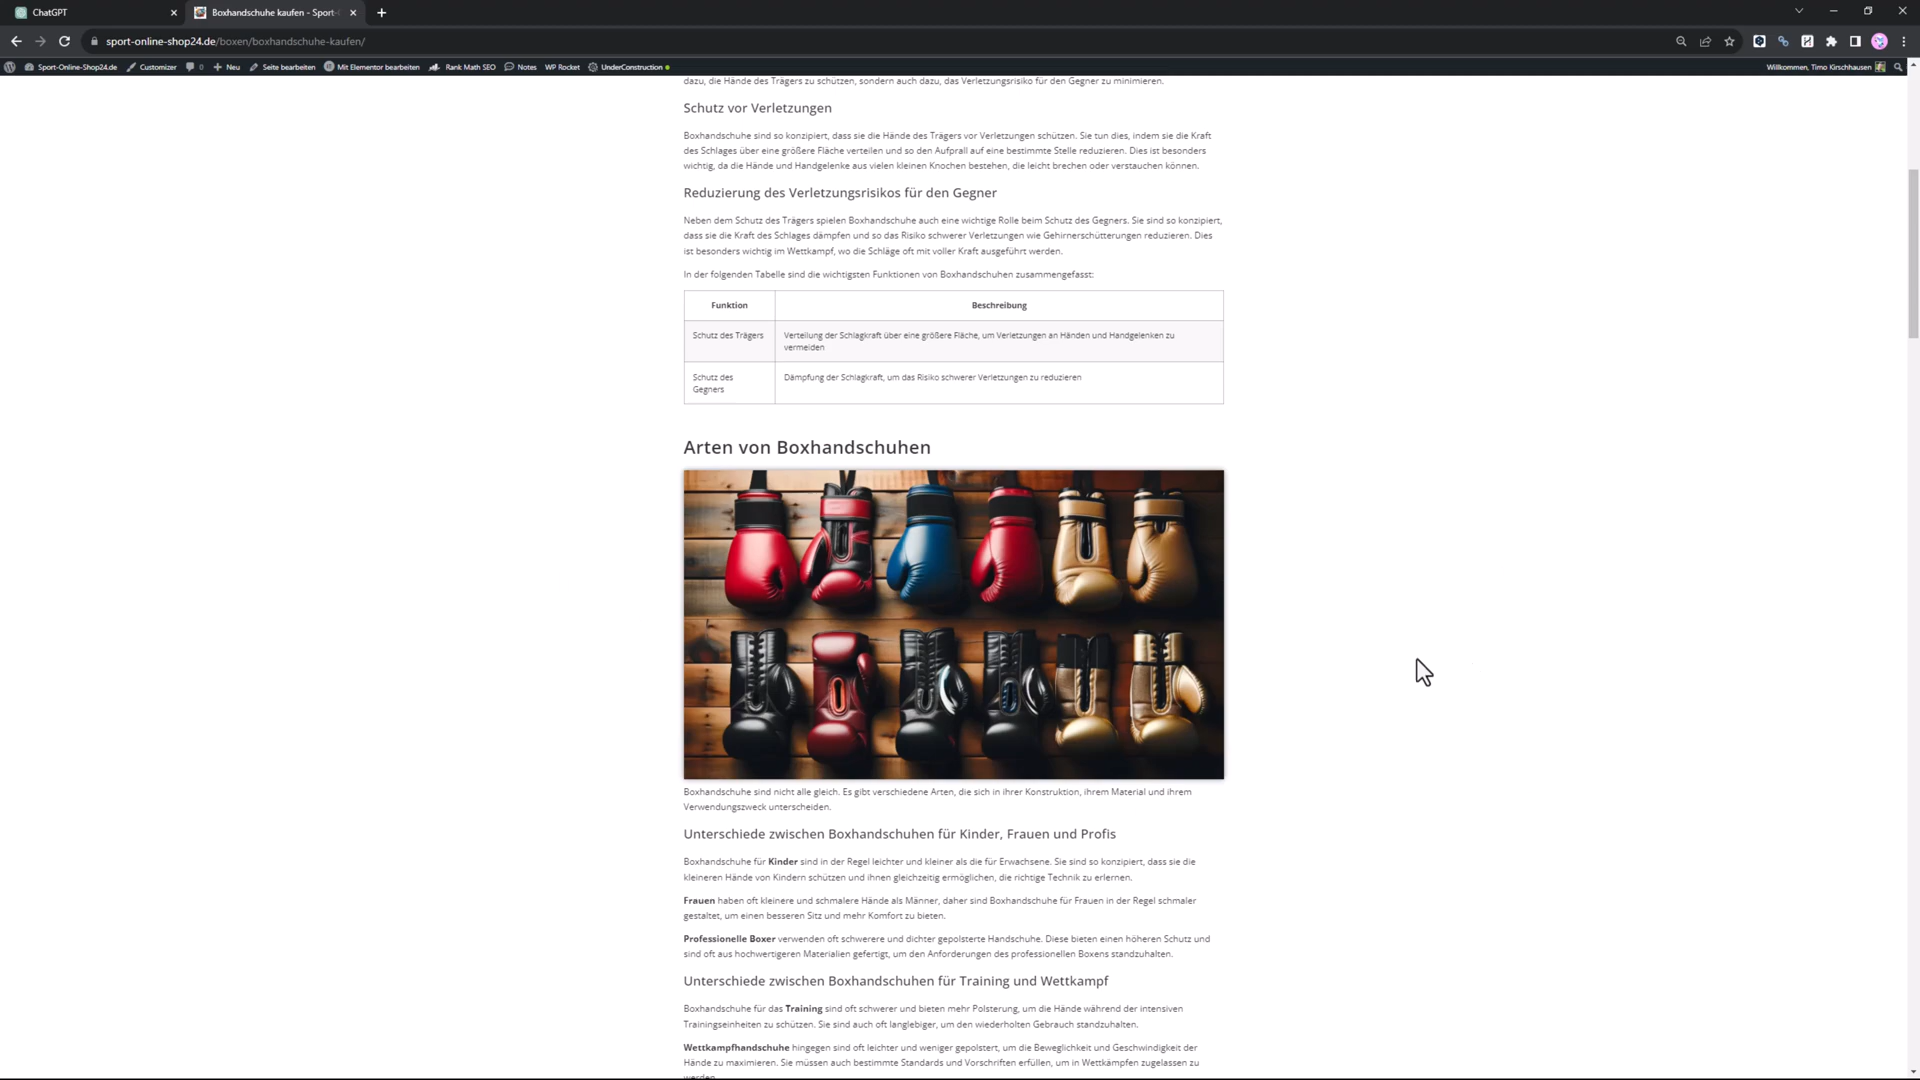 ChatGPT
Boxhandschuhe kaufen - Sport-
sport-online-shop24.de/boxen/boxhandschuhe-kaufen/
Sport-Online-Shop24.de Customizer 0 Neu Seite bearbeiten Mit Elementor bearbeiten Rank Math SEO Notes WP Rocket UnderConstruction Willkommen, Timo Kirschhausen
dazu, die Hände des Trägers zu schützen, sondern auch dazu, das Verletzungsrisiko für den Gegner zu minimieren.
Schutz vor Verletzungen
Boxhandschuhe sind so konzipiert, dass sie die Hände des Trägers vor Verletzungen schützen. Sie tun dies, indem sie die Kraft
des Schlages über eine größere Fläche verteilen und so den Aufprall auf eine bestimmte Stelle reduzieren. Dies ist besonders
wichtig, da die Hände und Handgelenke aus vielen kleinen Knochen bestehen, die leicht brechen oder verstauchen können.
Reduzierung des Verletzungsrisikos für den Gegner
Neben dem Schutz des Trägers spielen Boxhandschuhe auch eine wichtige Rolle beim Schutz des Gegners. Sie sind so konzipiert,
dass sie die Kraft des Schlages dämpfen und so das Risiko schwerer Verletzungen wie Gehirnerschütterungen reduzieren. Dies
ist besonders wichtig im Wettkampf, wo die Schläge oft mit voller Kraft ausgeführt werden.
In der folgenden Tabelle sind die wichtigsten Funktionen von Boxhandschuhen zusammengefasst:
Funktion Beschreibung
Schutz des Trägers Verteilung der Schlagkraft über eine größere Fläche, um Verletzungen an Händen und Handgelenken zu
vermeiden
Schutz des Dämpfung der Schlagkraft, um das Risiko schwerer Verletzungen zu reduzieren
Gegners
Arten von Boxhandschuhen
Boxhandschuhe sind nicht alle gleich. Es gibt verschiedene Arten, die sich in ihrer Konstruktion, ihrem Material und ihrem
Verwendungszweck unterscheiden.
Unterschiede zwischen Boxhandschuhen für Kinder, Frauen und Profis
Boxhandschuhe für Kinder sind in der Regel leichter und kleiner als die für Erwachsene. Sie sind so konzipiert, dass sie die
kleineren Hände von Kindern schützen und ihnen gleichzeitig ermöglichen, die richtige Technik zu erlernen.
Frauen haben oft kleinere und schmalere Hände als Männer, daher sind Boxhandschuhe für Frauen in der Regel schmaler
gestaltet, um einen besseren Sitz und mehr Komfort zu bieten.
Professionelle Boxer verwenden oft schwerere und dichter gepolsterte Handschuhe. Diese bieten einen höheren Schutz und
sind oft aus hochwertigeren Materialien gefertigt, um den Anforderungen des professionellen Boxens standzuhalten.
Unterschiede zwischen Boxhandschuhen für Training und Wettkampf
Boxhandschuhe für das Training sind oft schwerer und bieten mehr Polsterung, um die Hände während der intensiven
Trainingseinheiten zu schützen. Sie sind auch oft langlebiger, um den wiederholten Gebrauch standzuhalten.
Wettkampfhandschuhe hingegen sind oft leichter und weniger gepolstert, um die Beweglichkeit und Geschwindigkeit der
Hände zu maximieren. Sie müssen auch bestimmte Standards und Vorschriften erfüllen, um in Wettkämpfen zugelassen zu
werden.